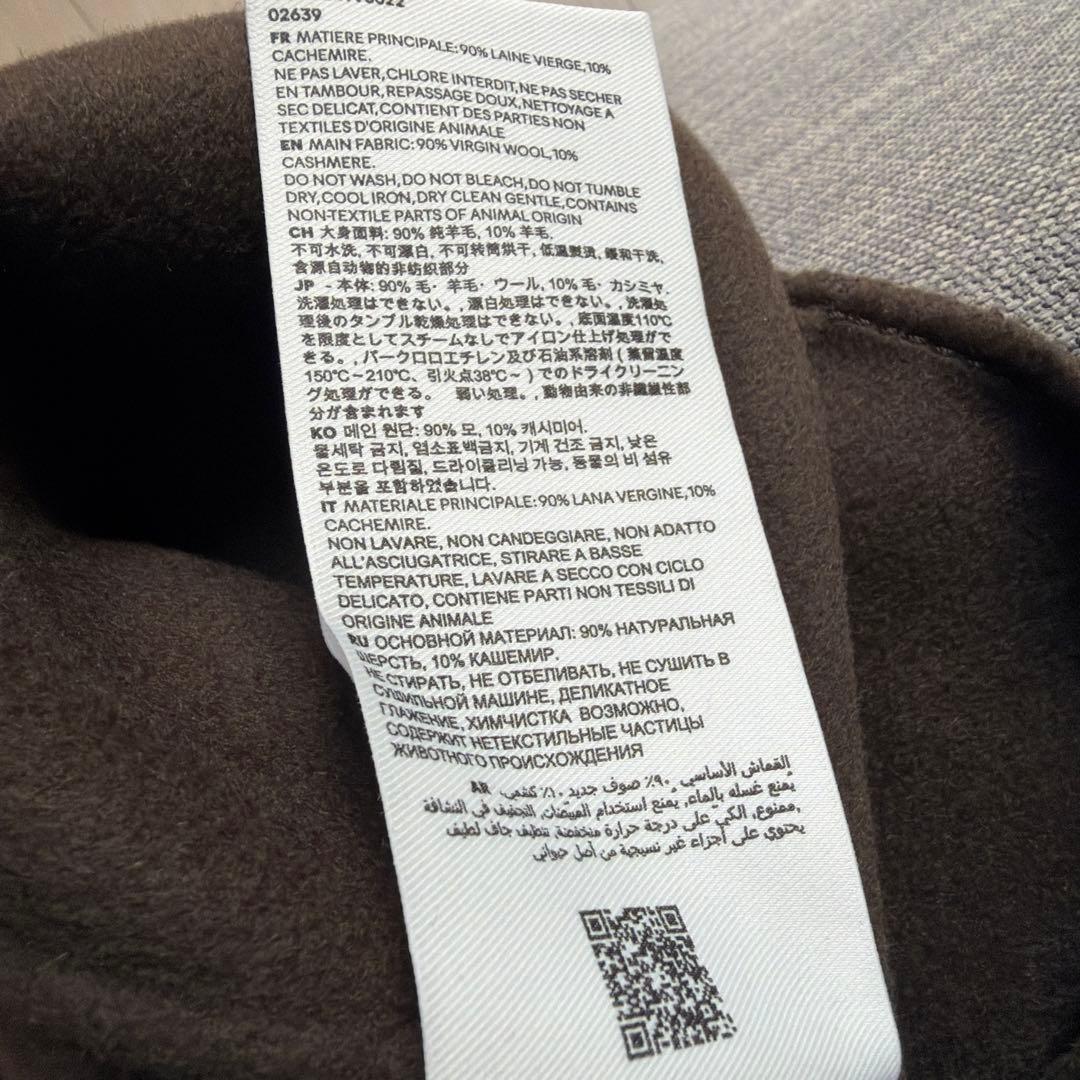 02639
FR MATIERE PRINCIPALE:90% LAINE VIERGE,10%
CACHEMIRE.
NE PAS LAVER,CHLORE INTERDIT,NE PAS SECHER
EN TAMBOUR,REPASSAGE DOUX,NETTOYAGE A
SEC DELICAT,CONTIENT DES PARTIES NON
TEXTILES D'ORIGINE ANIMALE
EN MAIN FABRIC:90% VIRGIN WOOL,10%
CASHMERE.
DO NOT WASH,DO NOT BLEACH,DO NOT TUMBLE
DRY,COOL IRON,DRY CLEAN GENTLE,CONTAINS
NON-TEXTILE PARTS OF ANIMAL ORIGIN
CH 大身面料: 90% 纯羊毛, 10% 羊毛.
不可水洗, 不可漂白, 不可转筒烘干, 低温熨烫, 缓和干洗,
含源自动物的非纺织部分
JP - 本体: 90% 毛・羊毛・ウール, 10% 毛・カシミヤ.
洗濯処理はできない。, 漂白処理はできない。, 洗濯処
理後のタンブル乾燥処理はできない。, 底面温度110℃
を限度としてスチームなしでアイロン仕上げ処理がで
きる。, パークロロエチレン及び石油系溶剤 ( 蒸留温度
150℃～210℃、引火点38℃～ ) でのドライクリーニン
グ処理ができる。 弱い処理。, 動物由来の非繊維性部
分が含まれます
KO 메인 원단: 90% 모, 10% 캐시미어.
물세탁 금지, 염소표백금지, 기계 건조 금지, 낮은
온도로 다림질, 드라이클리닝 가능, 동물의 비 섬유
부분을 포함하였습니다.
IT MATERIALE PRINCIPALE:90% LANA VERGINE,10%
CACHEMIRE.
NON LAVARE, NON CANDEGGIARE, NON ADATTO
ALL'ASCIUGATRICE, STIRARE A BASSE
TEMPERATURE, LAVARE A SECCO CON CICLO
DELICATO, CONTIENE PARTI NON TESSILI DI
ORIGINE ANIMALE
RU ОСНОВНОЙ МАТЕРИАЛ: 90% НАТУРАЛЬНАЯ
ШЕРСТЬ, 10% КАШЕМИР.
НЕ СТИРАТЬ, НЕ ОТБЕЛИВАТЬ, НЕ СУШИТЬ В
СУШИЛЬНОЙ МАШИНЕ, ДЕЛИКАТНОЕ
ГЛАЖЕНИЕ, ХИМЧИСТКА ВОЗМОЖНО,
СОДЕРЖИТ НЕТЕКСТИЛЬНЫЕ ЧАСТИЦЫ
ЖИВОТНОГО ПРОИСХОЖДЕНИЯ
AR القماش الأساسي ٩٠٪ صوف جديد ١٠٪ كشمير.
يُمنع غسله بالماء, يمنع استخدام المبيّضات, التجفيف في النشافة
ممنوع, الكي على درجة حرارة منخفضة, تنظيف جاف لطيف
يحتوي على أجزاء غير نسيجية من أصل حيواني